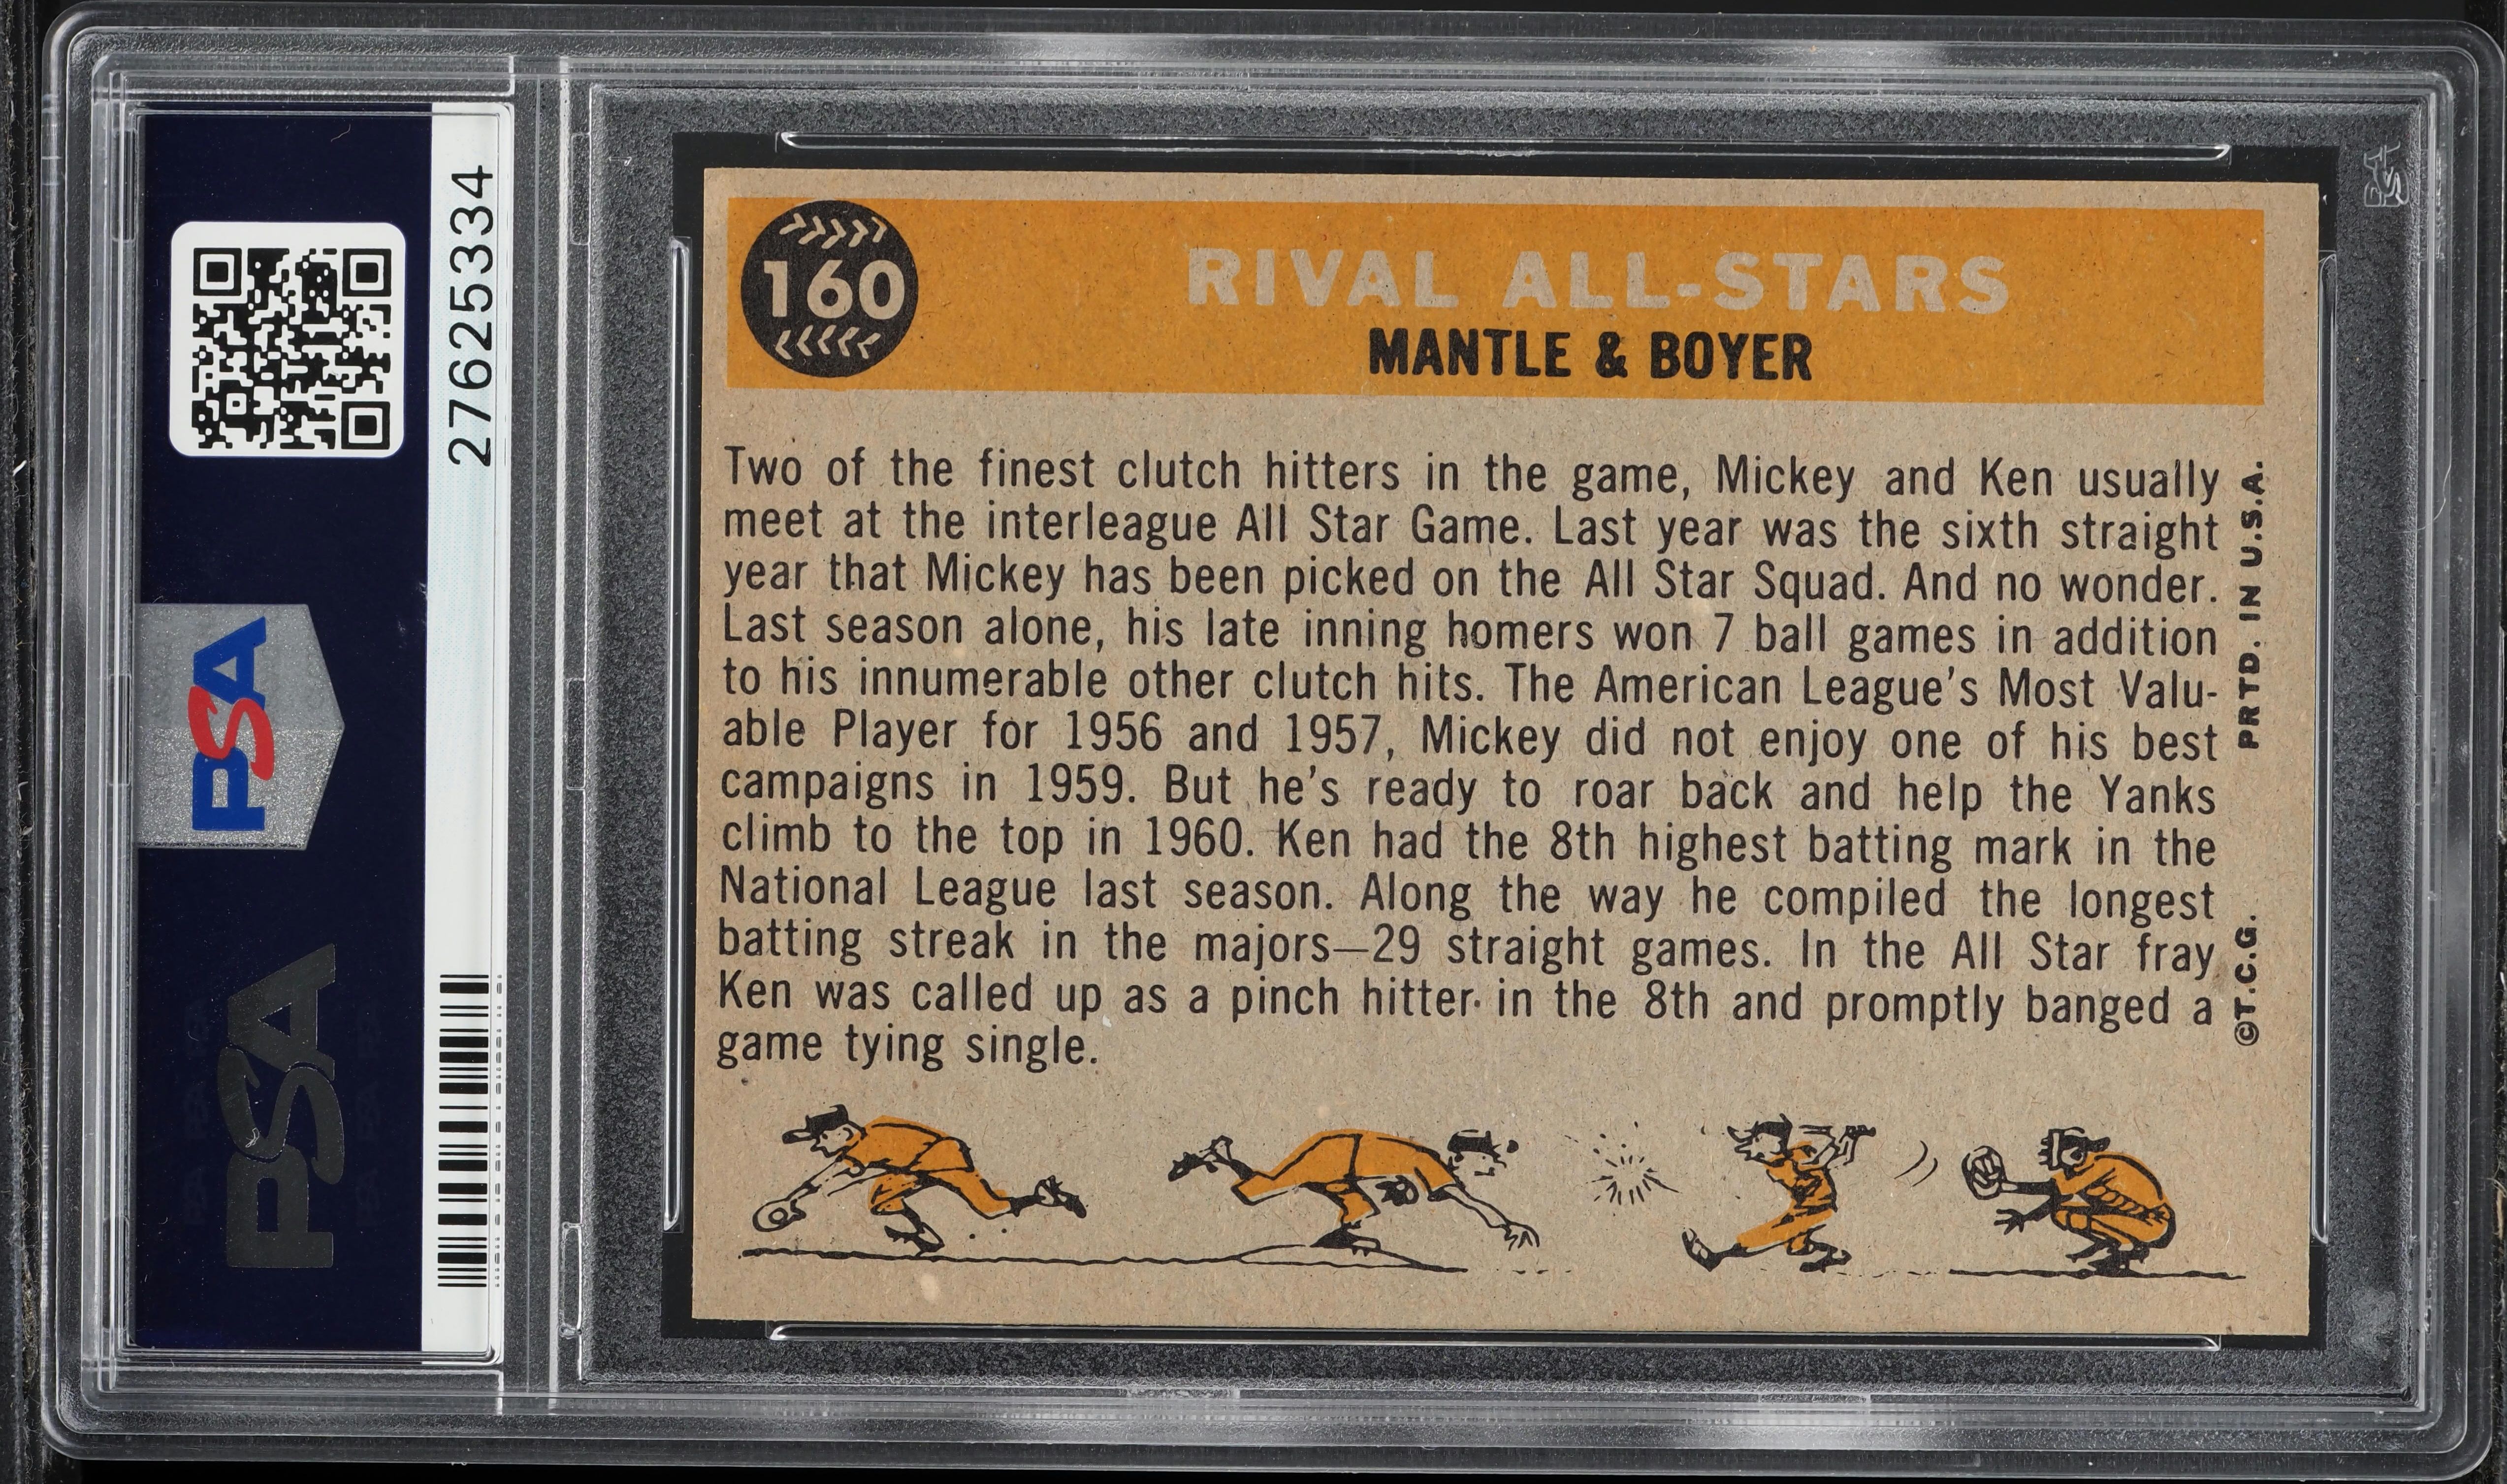 27625334
PSA
PSA
160
RIVAL ALL-STARS
MANTLE & BOYER
Two of the finest clutch hitters in the game, Mickey and Ken usually
meet at the interleague All Star Game. Last year was the sixth straight
year that Mickey has been picked on the All Star Squad. And no wonder.
Last season alone, his late inning homers won 7 ball games in addition
to his innumerable other clutch hits. The American League's Most Valu-
able Player for 1956 and 1957, Mickey did not enjoy one of his best
campaigns in 1959. But he's ready to roar back and help the Yanks
climb to the top in 1960. Ken had the 8th highest batting mark in the
National League last season. Along the way he compiled the longest
batting streak in the majors—29 straight games. In the All Star fray
Ken was called up as a pinch hitter in the 8th and promptly banged a
game tying single.
©T.C.G. PRTD. IN U.S.A.
PSA